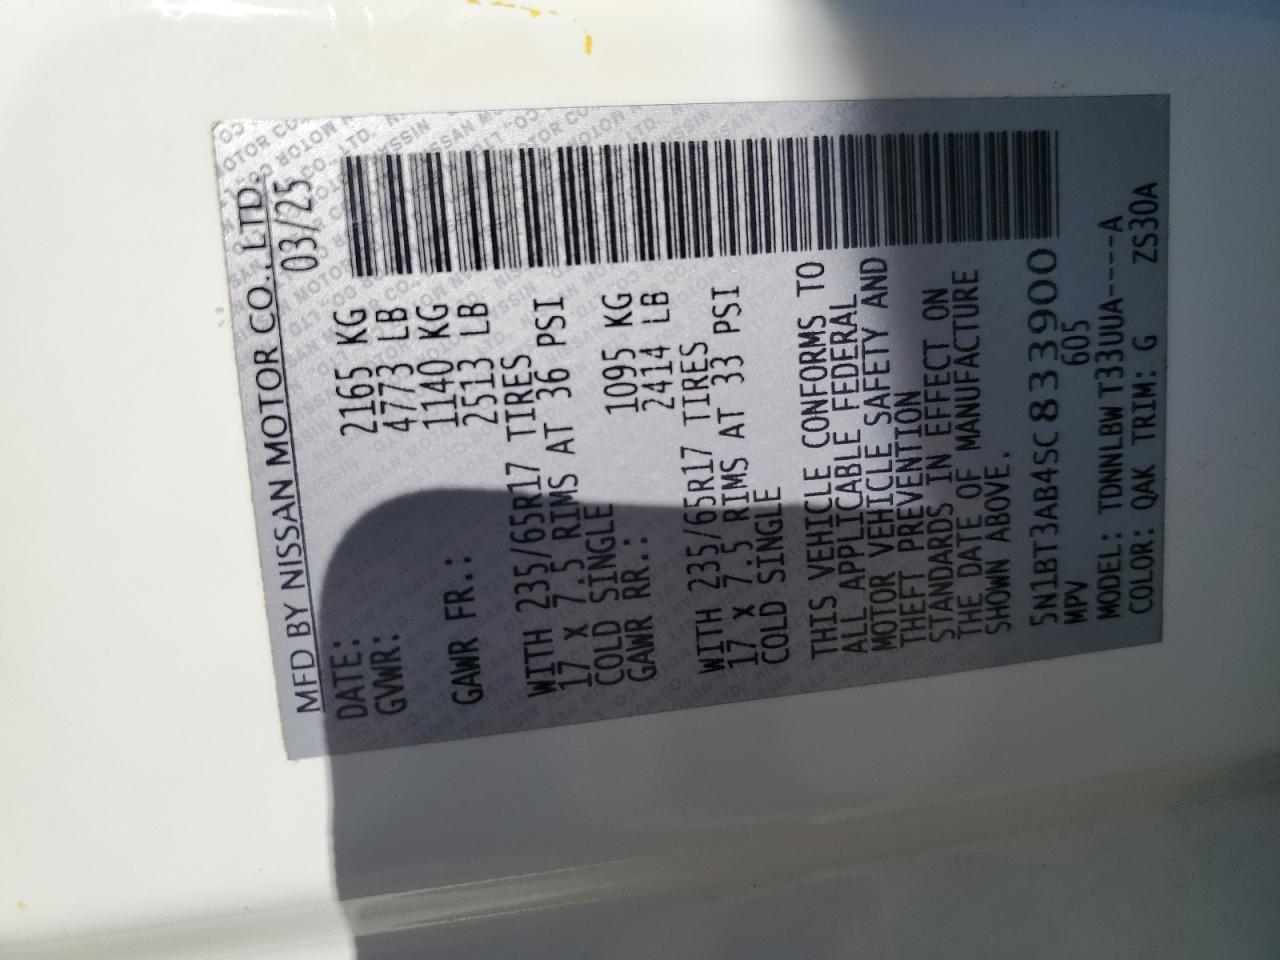 MFD BY NISSAN MOTOR CO., LTD.
DATE: 03/25
GVWR: 2165 KG
4773 LB
GAWR FR.: 1140 KG
2513 LB
WITH 235/65R17 TIRES
17 X 7.5 RIMS AT 36 PSI
COLD SINGLE
GAWR RR.: 1095 KG
2414 LB
WITH 235/65R17 TIRES
17 X 7.5 RIMS AT 33 PSI
COLD SINGLE
THIS VEHICLE CONFORMS TO
ALL APPLICABLE FEDERAL
MOTOR VEHICLE SAFETY AND
THEFT PREVENTION
STANDARDS IN EFFECT ON
THE DATE OF MANUFACTURE
SHOWN ABOVE.
5N1BT3AB4SC833900
MPV 605
MODEL: TDNNLBWT33UUA----A
COLOR: QAK TRIM: G ZS30A